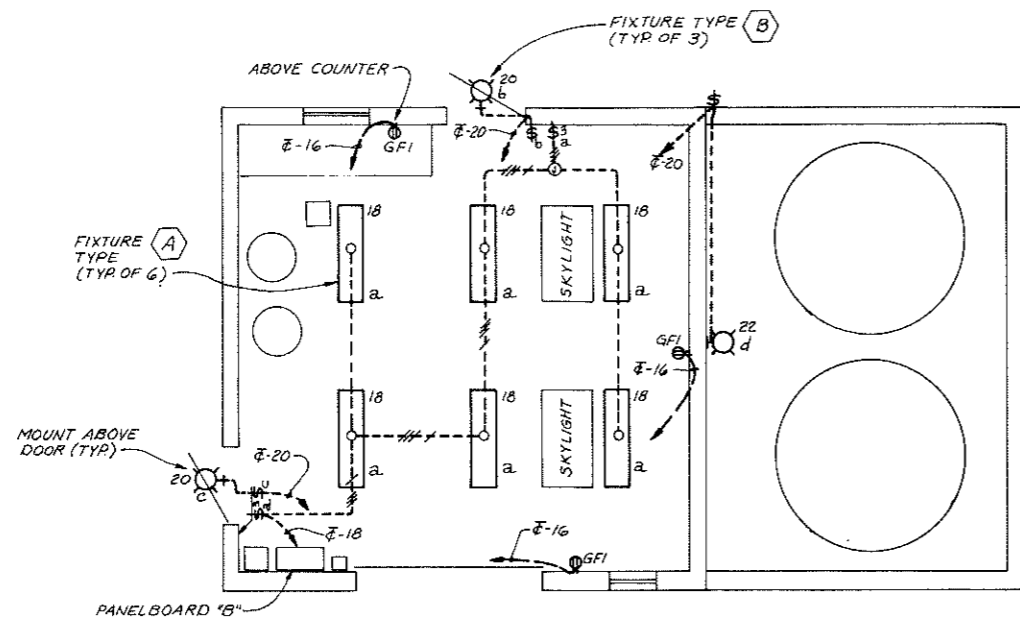 FIXTURE TYPE B
(TYP. OF 3)
ABOVE COUNTER
20
b
¢-16
GFI
¢-20
$b
$3a
$
¢-20
FIXTURE A
TYPE
(TYP. OF 6)
18
18
SKYLIGHT
18
a
a
a
GFI
22
d
¢-16
18
18
SKYLIGHT
18
a
a
a
MOUNT ABOVE
DOOR (TYP.)
20
c
¢-20
$c
$3a
¢-18
¢-16
GFI
PANELBOARD "B"